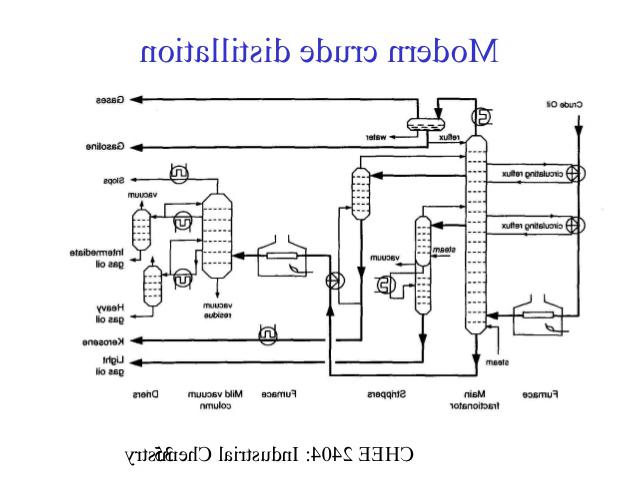 Modern crude distillation
Crude Oil
Gases
water
reflux
Gasoline
circulating reflux
Slops
vacuum
circulating reflux
steam
vacuum
Intermediate
gas oil
vacuum
residue
Heavy
gas oil
Kerosene
steam
Light
gas oil
Furnace
Main
fractionator
Strippers
Furnace
Mild vacuum
column
Driers
CHEE 2404: Industrial Chemistry
35